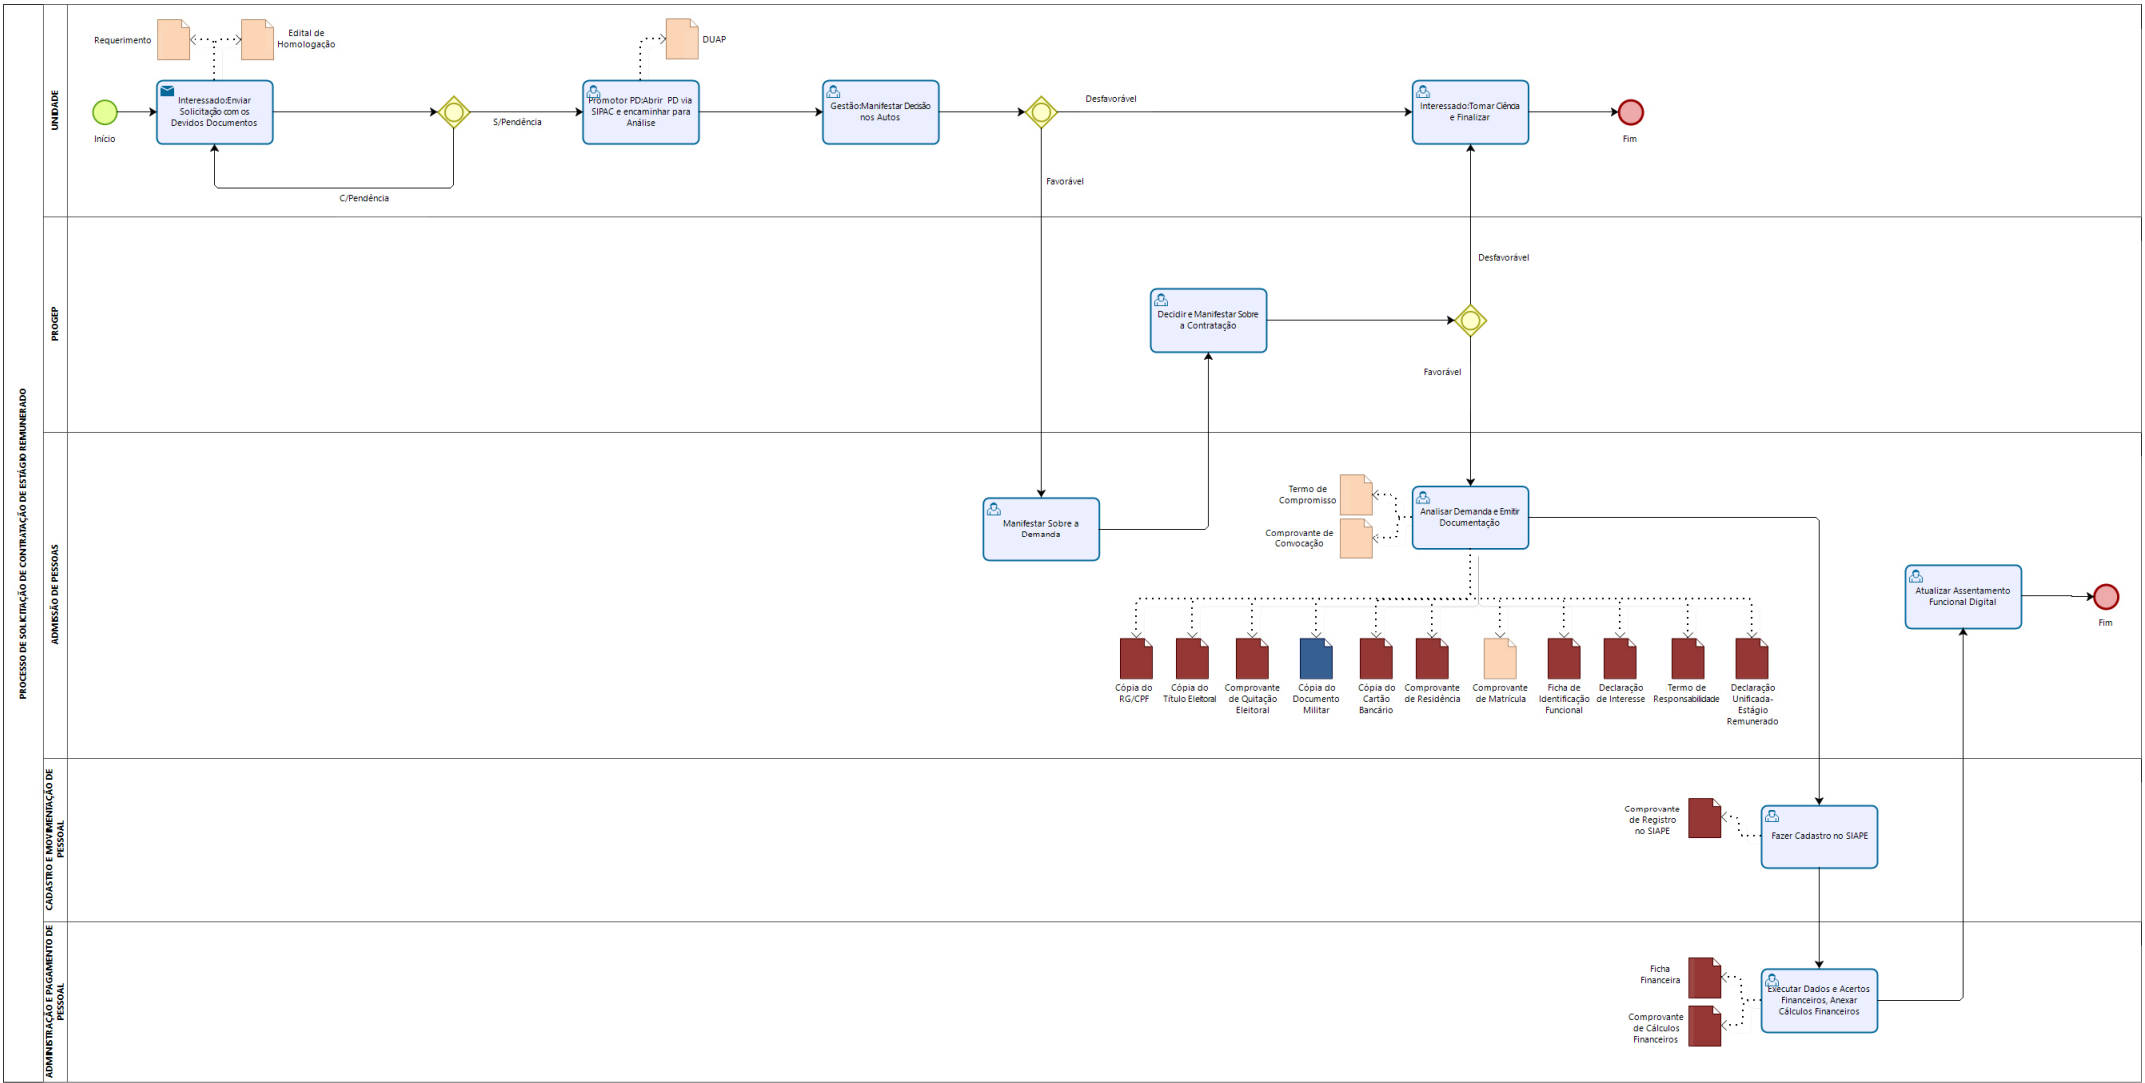 PROCESSO DE SOLICITAÇÃO DE CONTRATAÇÃO DE ESTÁGIO REMUNERADO
UNIDADE
Requerimento
Edital de
Homologação
DUAP
Início
Interessado:Enviar
Solicitação com os
Devidos Documentos
C/Pendência
S/Pendência
Promotor PD:Abrir PD via
SIPAC e encaminhar para
Análise
Gestão:Manifestar Decisão
nos Autos
Desfavorável
Favorável
Interessado:Tomar Ciência
e Finalizar
Fim
PROGEP
Decidir e Manifestar Sobre
a Contratação
Desfavorável
Favorável
ADMISSÃO DE PESSOAS
Manifestar Sobre a
Demanda
Termo de
Compromisso
Comprovante de
Convocação
Analisar Demanda e Emitir
Documentação
Cópia do
RG/CPF
Cópia do
Título Eleitoral
Comprovante
de Quitação
Eleitoral
Cópia do
Documento
Militar
Cópia do
Cartão
Bancário
Comprovante
de Residência
Comprovante
de Matrícula
Ficha de
Identificação
Funcional
Declaração
de Interesse
Termo de
Responsabilidade
Declaração
Unificada-
Estágio
Remunerado
Atualizar Assentamento
Funcional Digital
Fim
CADASTRO E MOVIMENTAÇÃO DE
PESSOAL
Comprovante
de Registro
no SIAPE
Fazer Cadastro no SIAPE
ADMINISTRAÇÃO E PAGAMENTO DE
PESSOAL
Ficha
Financeira
Comprovante
de Cálculos
Financeiros
Executar Dados e Acertos
Financeiros, Anexar
Cálculos Financeiros